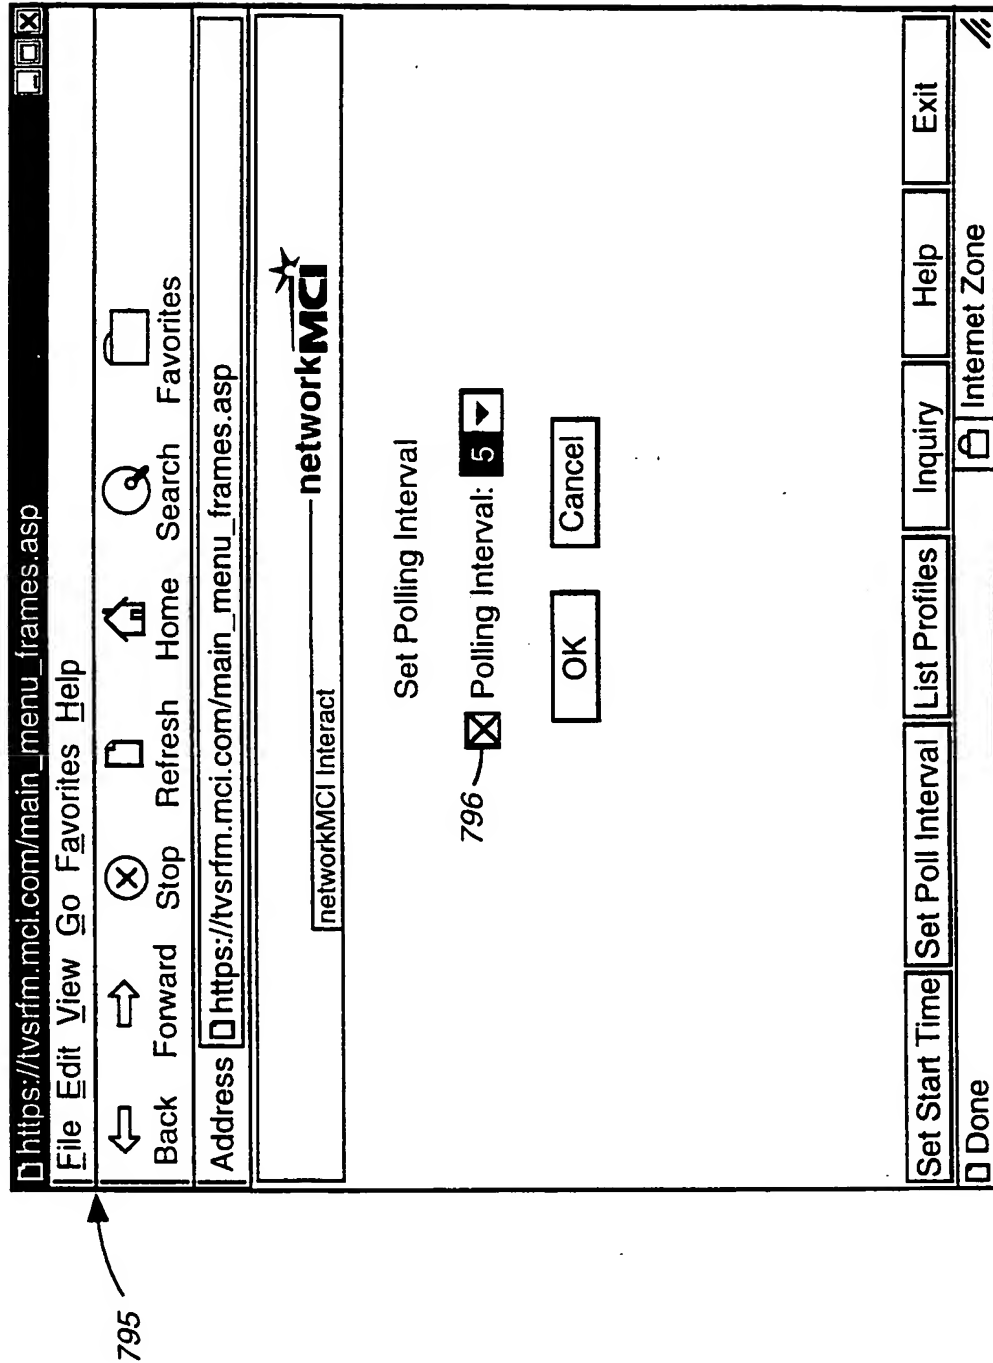 https://tvsrfm.mci.com/main_menu_frames.asp
File Edit View Go Favorites Help
Back Forward Stop Refresh Home Search Favorites
Address https://tvsrfm.mci.com/main_menu_frames.asp
networkMCI
networkMCI Interact
Set Polling Interval
Polling Interval: 5
OK Cancel
Set Start Time Set Poll Interval List Profiles Inquiry Help Exit
Done Internet Zone
795
796